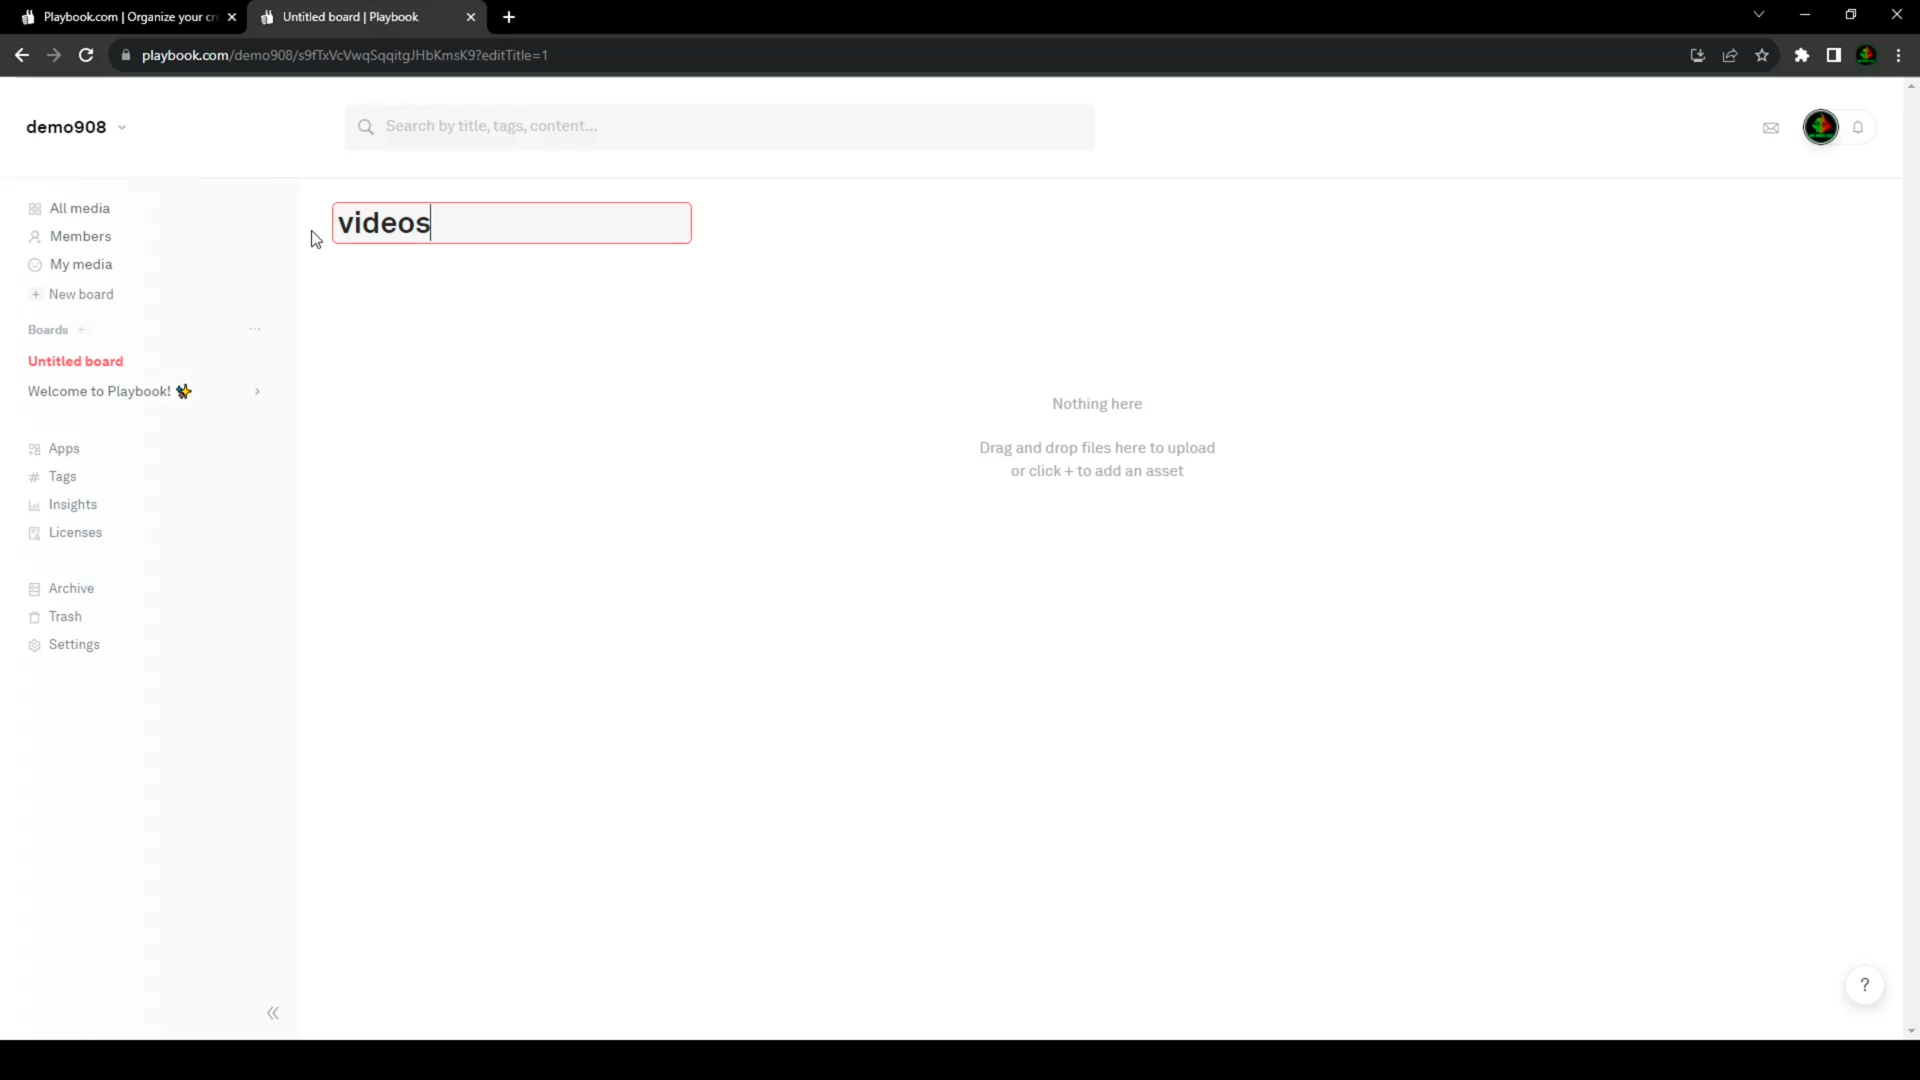 Playbook.com | Organize your cr
Untitled board | Playbook
playbook.com/demo908/s9fTxVcVwqSqqitgJHbKmsK9?editTitle=1
demo908
Search by title, tags, content...
All media
Members
My media
+ New board
Boards +
Untitled board
Welcome to Playbook! ✨
Apps
Tags
Insights
Licenses
Archive
Trash
Settings
videos
Nothing here
Drag and drop files here to upload
or click + to add an asset
?